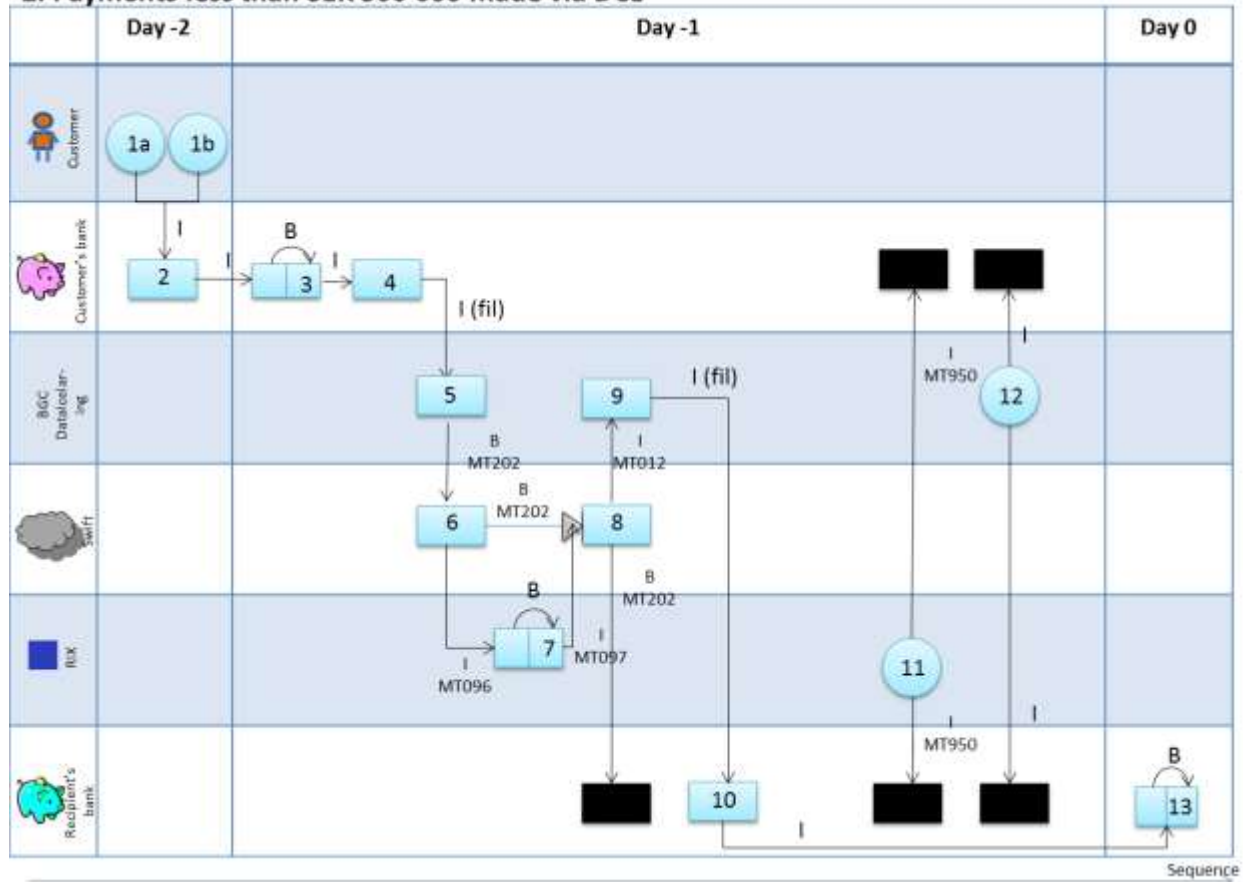 Day -2
Day -1
Day 0
Customer
1a
1b
I
Customer's bank
2
I
B
3
I
4
I (fil)
I
MT950
I
BGC
Dataloelar-
ing
5
9
I (fil)
12
B
MT202
I
MT012
Swift
6
B
MT202
8
B
MT202
RIX
B
7
I
MT097
I
MT096
11
I
MT950
I
Recipient's
bank
10
I
B
13
Sequence